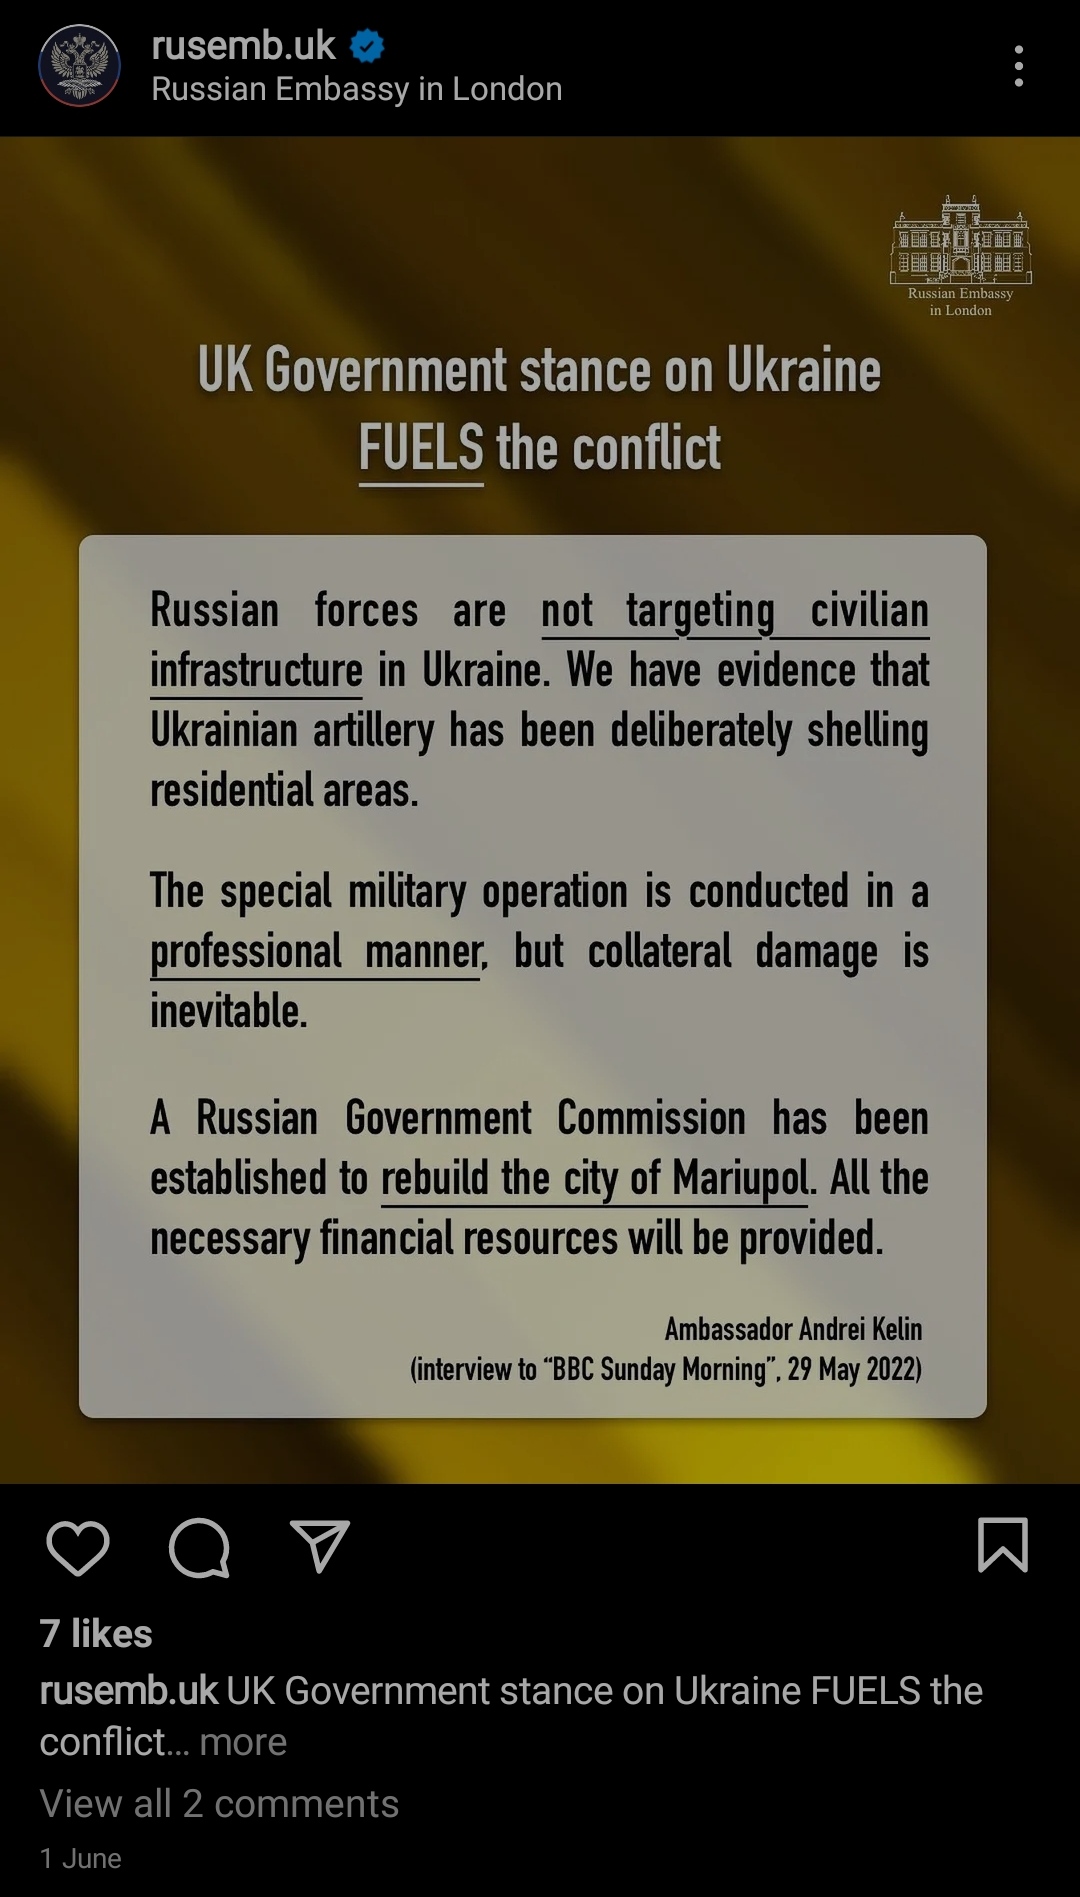 rusemb.uk
Russian Embassy in London
Russian Embassy
in London
UK Government stance on Ukraine
FUELS the conflict
Russian forces are not targeting civilian
infrastructure in Ukraine. We have evidence that
Ukrainian artillery has been deliberately shelling
residential areas.
The special military operation is conducted in a
professional manner, but collateral damage is
inevitable.
A Russian Government Commission has been
established to rebuild the city of Mariupol. All the
necessary financial resources will be provided.
Ambassador Andrei Kelin
(interview to “BBC Sunday Morning”, 29 May 2022)
7 likes
rusemb.uk UK Government stance on Ukraine FUELS the
conflict... more
View all 2 comments
1 June